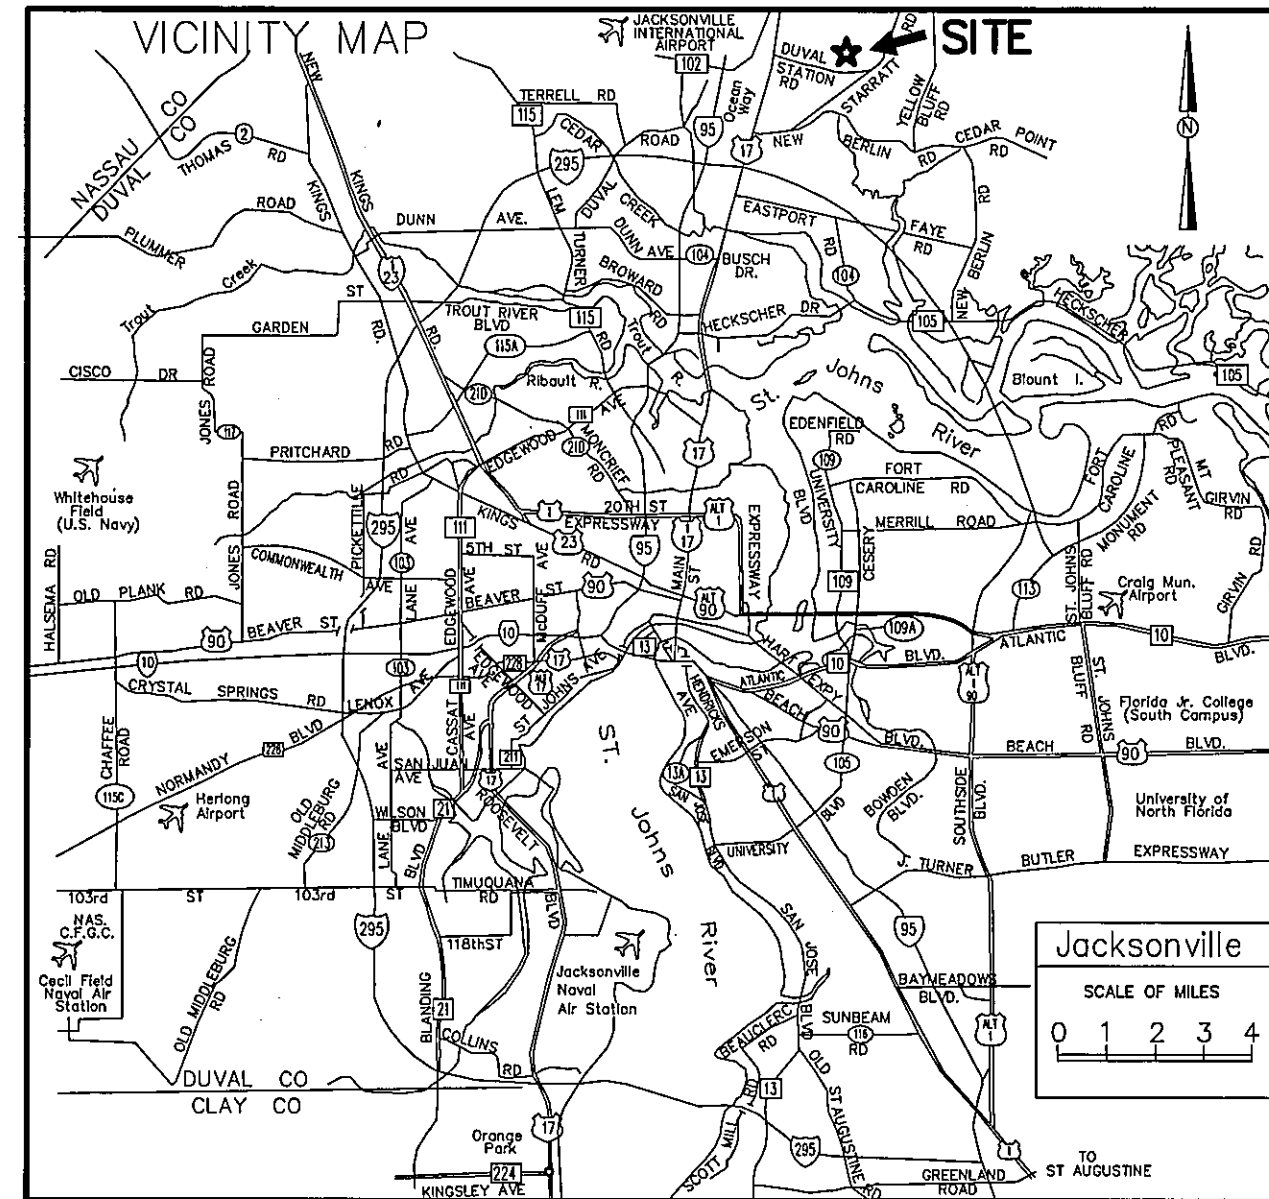 VICINITY MAP
JACKSONVILLE
INTERNATIONAL
AIRPORT
102
SITE
DUVAL
STATION
RD
STARRATT
RD
YELLOW
BLUFF
RD
NASSAU CO
DUVAL CO
THOMAS
2
RD
NEW
KINGS
KINGS
TERRELL RD
115
CEDAR
ROAD
95
Ocean
Way
17
NEW
BERLIN
RD
CEDAR POINT
RD
N
295
LEM
TURNER
DUVAL
CREEK
EASTPORT
RD
FAYE
RD
NEW
BERLIN
RD
PLUMMER
ROAD
DUNN AVE.
DUNN AVE
104
BUSCH
DR.
104
BROWARD
RD
1
23
Trout Creek
GARDEN
ST
TROUT RIVER
BLVD
115
RD
HECKSCHER DR
105
HECKSCHER
105
RD.
RD.
115A
Trout
R.
CISCO DR
JONES ROAD
Ribault R.
210
St. Johns
River
Blount I.
111
AVE
EDGEWOOD
210
MONCRIEF
RD
17
EDENFIELD
RD
109
PRITCHARD RD
RD
FORT
CAROLINE RD
FORT
CAROLINE
RD
MT
PLEASANT
RD
GIRVIN
RD
Whitehouse
Field
(U.S. Navy)
JONES ROAD
PICKETTILLE
295
LANE AVE
103
111
KINGS
1
20TH ST
EXPRESSWAY
1
17
ALT
1
EXPRESSWAY
UNIVERSITY
BLVD
CESERY
MERRILL ROAD
MONUMENT
RD
COMMONWEALTH
AVE
5TH ST
23
RD
95
MAIN ST
109
ST. JOHNS
BLUFF RD
113
Craig Mun.
Airport
GIRVIN
HALSEMA RD
OLD PLANK RD
EDGEWOOD AVE
BEAVER ST
McDUFF AVE
90
ALT
90
90
BEAVER ST.
10
10
13
HART
EXPY
109A
ATLANTIC
10
BLVD.
BLVD.
103
EDGEWOOD
AVE
228
17
ALT
17
ST JOHNS AVE
ATLANTIC
10
ALT
1
90
CRYSTAL SPRINGS RD
LENOX AVE
111
HENDRICKS
AVE
BEACH
90
BLVD.
BEACH
90
BLVD.
ST. JOHNS
BLUFF
RD
Florida Jr. College
(South Campus)
CHAFFEE
ROAD
115C
NORMANDY
228
BLVD
CASSAT AVE
SAN JUAN
AVE
211
ST.
Johns
River
EMERSON
ST
13A
13
SAN JOSE
BLVD
105
BOWDEN
BLVD.
SOUTHSIDE
BLVD.
Herlong
Airport
OLD
MIDDLEBURG
RD
213
LANE AVE
WILSON
BLVD
21
17
ROOSEVELT
BLVD
1
UNIVERSITY
BLVD
University of
North Florida
J. TURNER BUTLER EXPRESSWAY
103rd ST
103rd ST
TIMUQUANA
RD
BLVD
118thST
295
NAS.
C.F.G.C.
Cecil Field
Naval Air
Station
OLD MIDDLEBURG
RD
Jacksonville
Naval
Air Station
SAN JOSE
BLVD
95
BAYMEADOWS
BLVD.
BLANDING
21
COLLINS
RD
BEAUCLERC
RD
SUNBEAM
116
RD
ALT
1
DUVAL CO
CLAY CO
13
OLD
ST AUGUSTINE
RD
SCOTT MILL
RD
295
1
Orange
Park
17
224
KINGSLEY AVE
GREENLAND
ROAD
TO
ST AUGUSTINE
Jacksonville
SCALE OF MILES
0 1 2 3 4